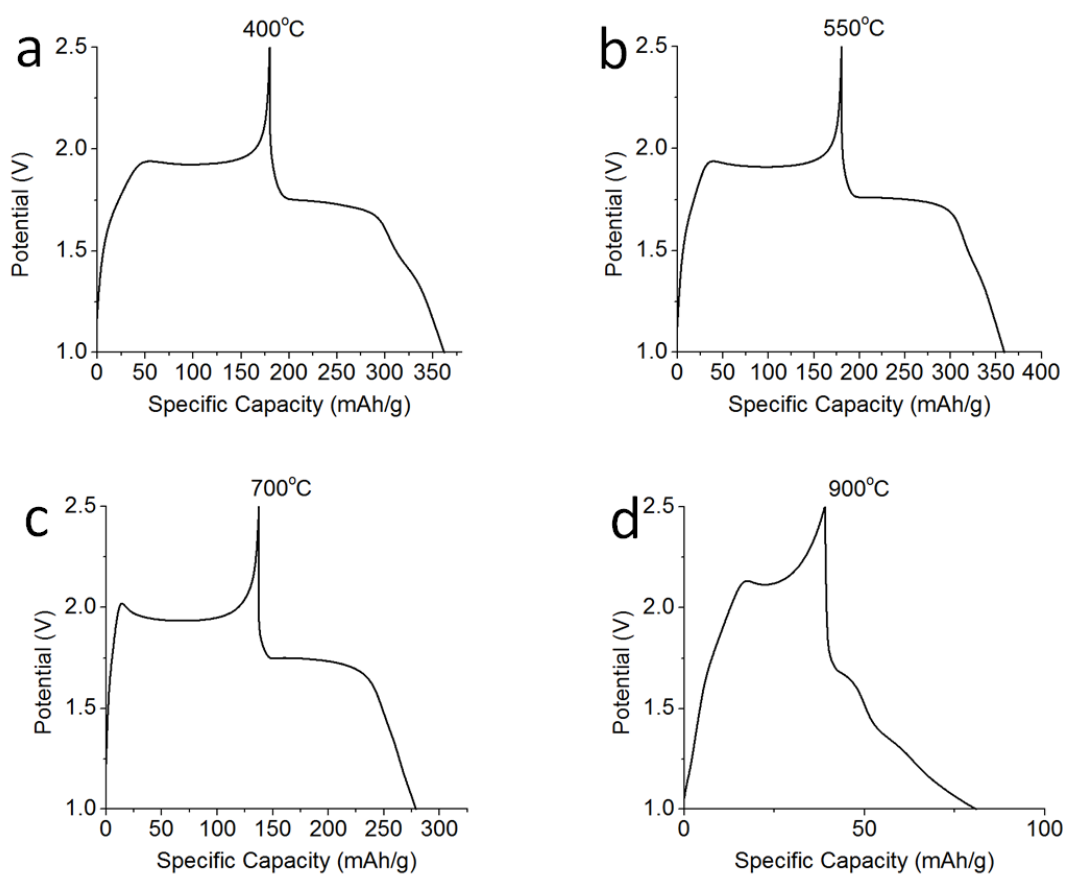 a
400°C
Potential (V)
2.5
2.0
1.5
1.0
0 50 100 150 200 250 300 350
Specific Capacity (mAh/g)
b
550°C
Potential (V)
2.5
2.0
1.5
1.0
0 50 100 150 200 250 300 350 400
Specific Capacity (mAh/g)
c
700°C
Potential (V)
2.5
2.0
1.5
1.0
0 50 100 150 200 250 300
Specific Capacity (mAh/g)
d
900°C
Potential (V)
2.5
2.0
1.5
1.0
0 50 100
Specific Capacity (mAh/g)